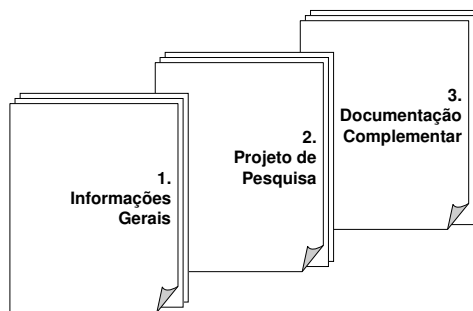 1.
Informações
Gerais
2.
Projeto de
Pesquisa
3.
Documentação
Complementar